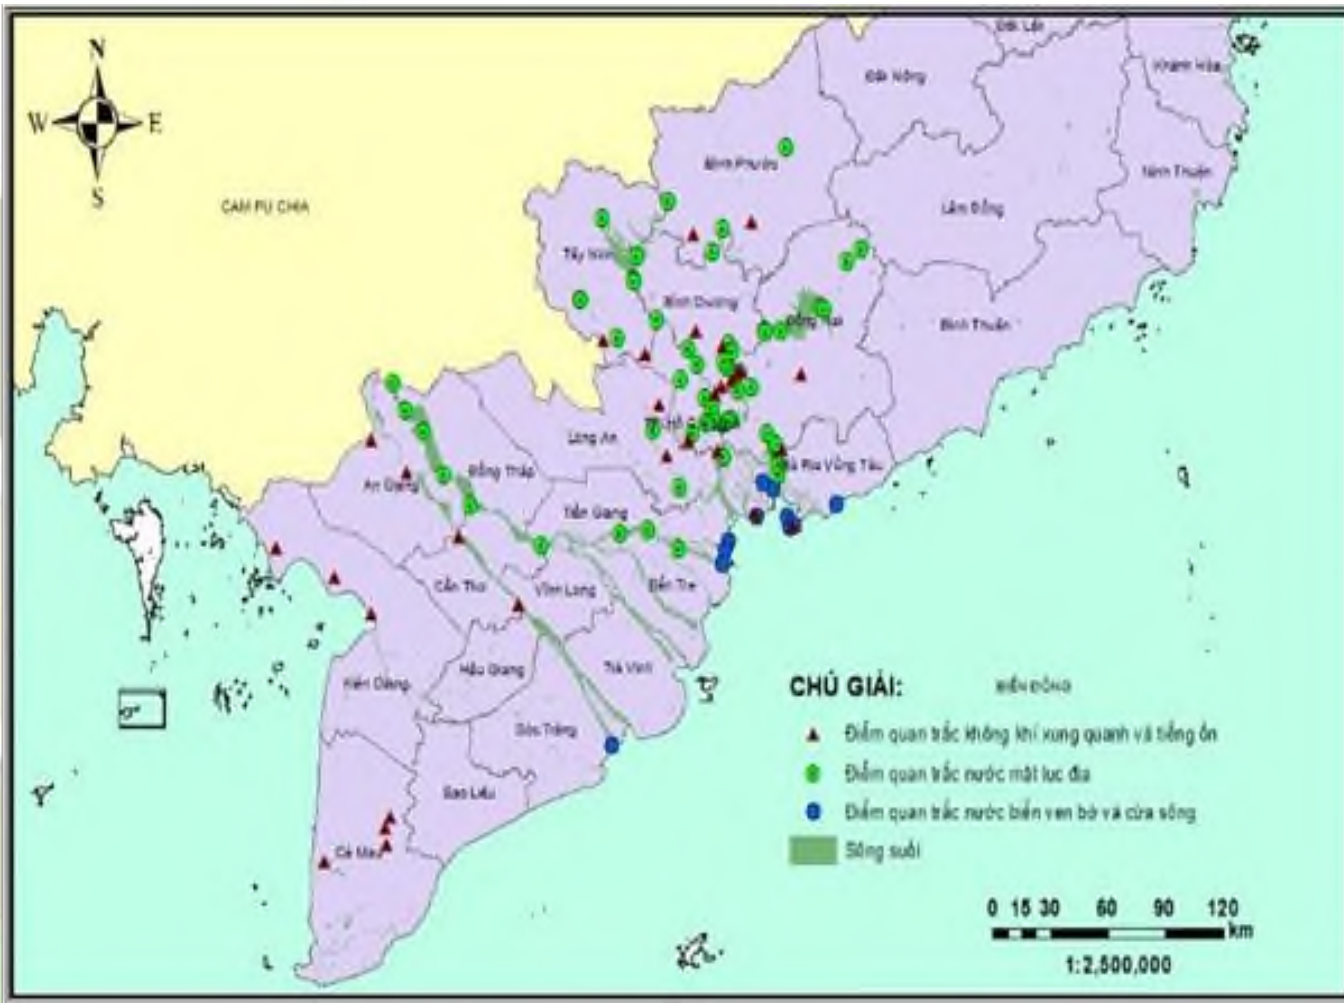 N
W E
S
CAM PU CHIA
Đắk Lắk
Đắk Nông
Khánh Hòa
Bình Phước
Ninh Thuận
Lâm Đồng
Tây Ninh
Bình Dương
Đồng Nai
Bình Thuận
Long An
Bà Rịa Vũng Tàu
Đồng Tháp
An Giang
Tiền Giang
Cần Thơ
Vĩnh Long
Bến Tre
Hậu Giang
Trà Vinh
Kiên Giang
Sóc Trăng
Bạc Liêu
Cà Mau
CHÚ GIẢI:
BIỂN ĐÔNG
Điểm quan trắc không khí xung quanh và tiếng ồn
Điểm quan trắc nước mặt lục địa
Điểm quan trắc nước biển ven bờ và cửa sông
Sông suối
0 15 30 60 90 120
km
1:2,500,000